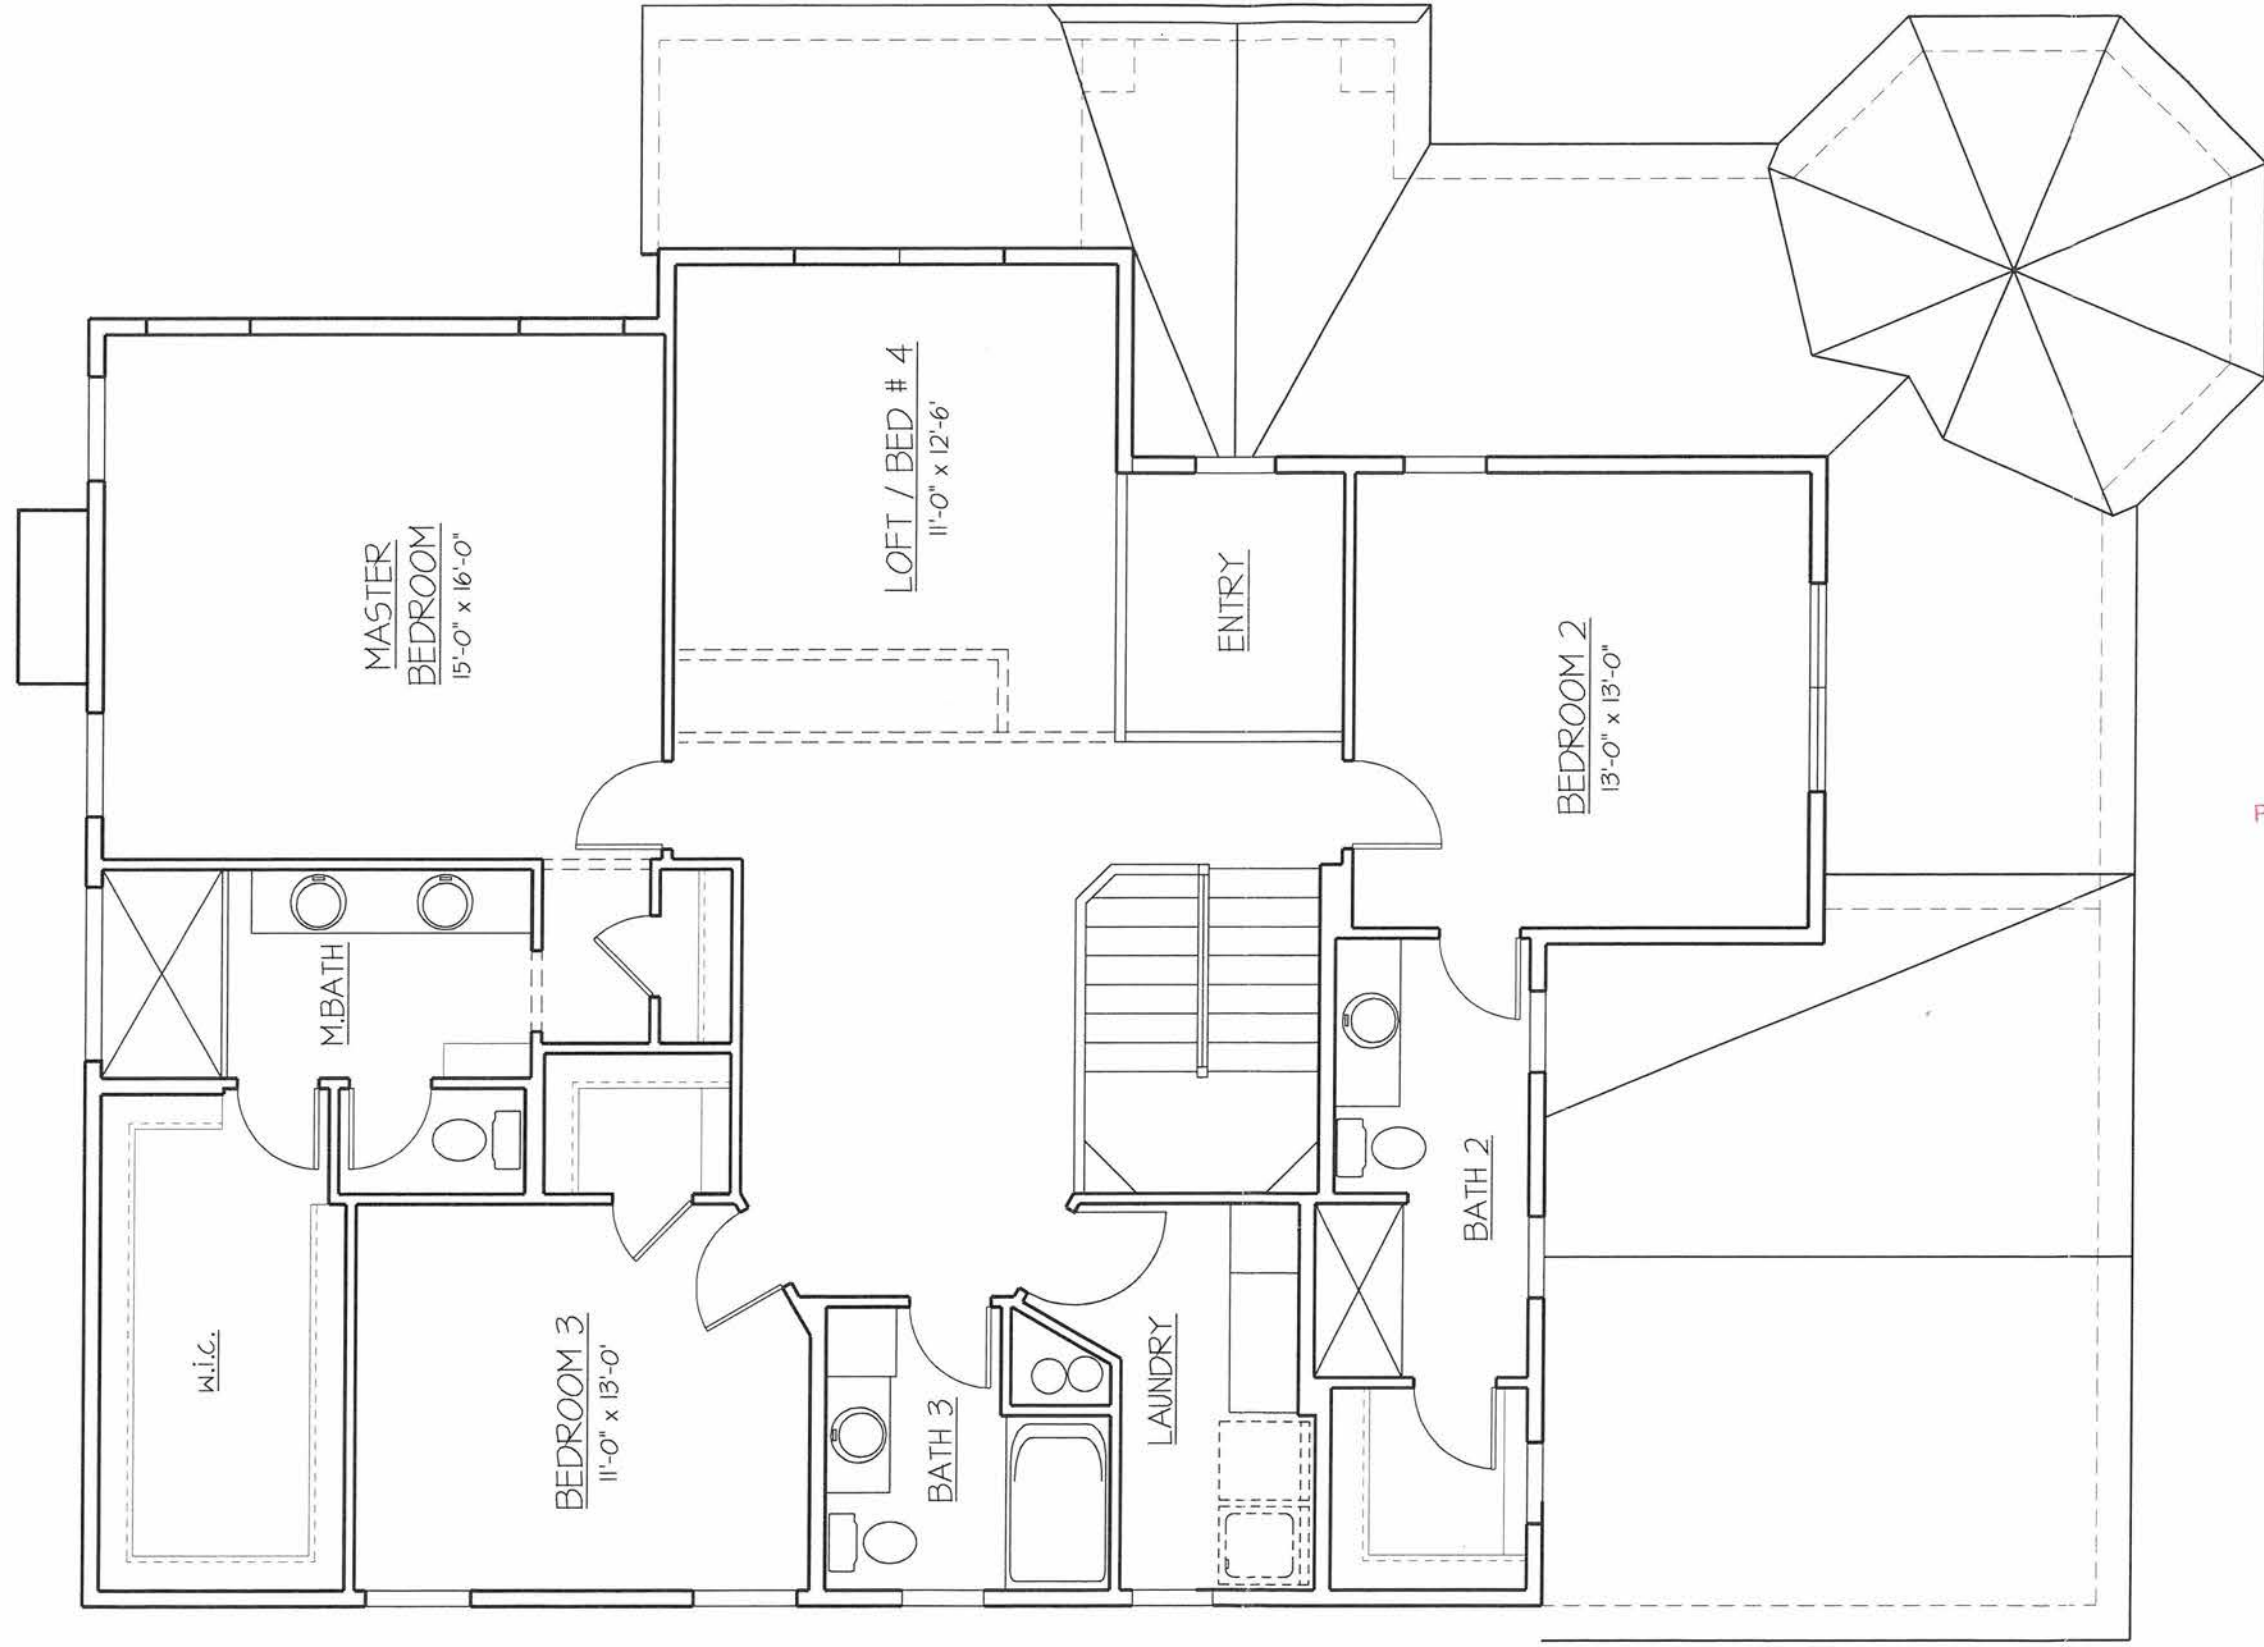 MASTER
BEDROOM
15'-0" x 16'-0"
LOFT / BED # 4
11'-0" x 12'-6'
ENTRY
BEDROOM 2
13'-0" x 13'-0"
M.BATH
W.I.C.
BEDROOM 3
11'-0" x 13'-0'
BATH 3
LAUNDRY
BATH 2